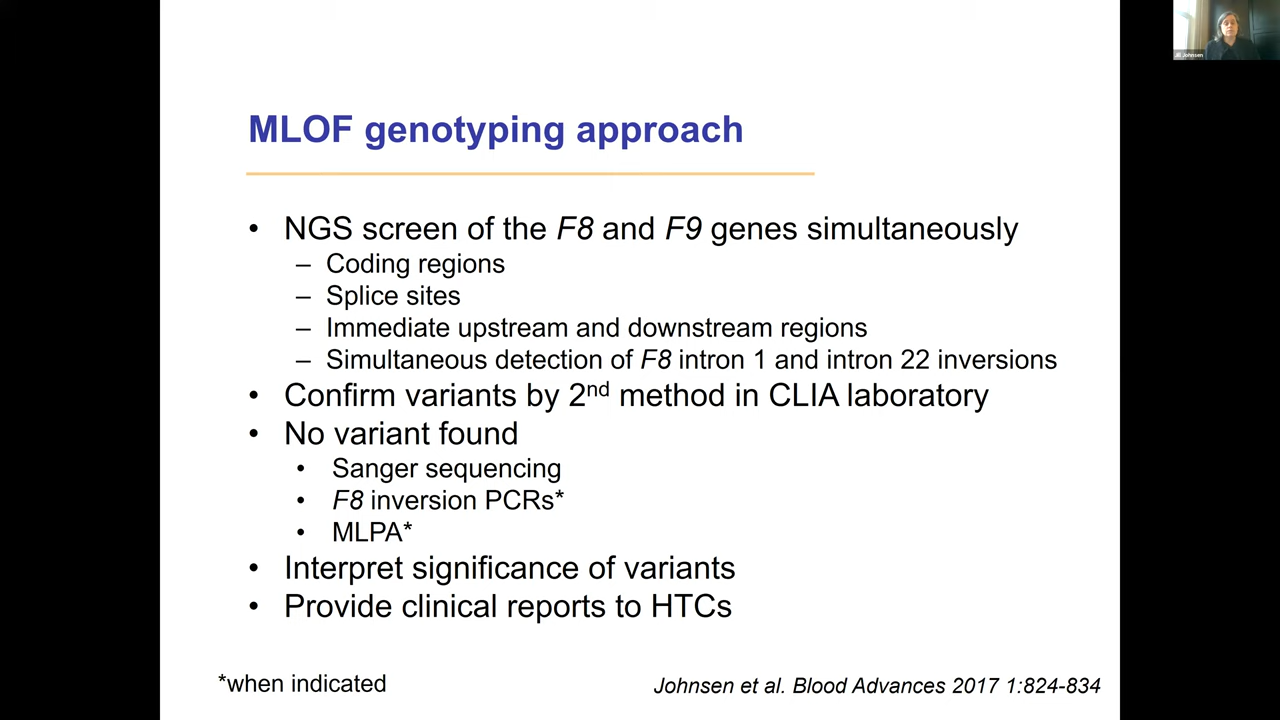 Jill Johnsen
MLOF genotyping approach
• NGS screen of the F8 and F9 genes simultaneously
– Coding regions
– Splice sites
– Immediate upstream and downstream regions
– Simultaneous detection of F8 intron 1 and intron 22 inversions
• Confirm variants by 2nd method in CLIA laboratory
• No variant found
• Sanger sequencing
• F8 inversion PCRs*
• MLPA*
• Interpret significance of variants
• Provide clinical reports to HTCs
*when indicated
Johnsen et al. Blood Advances 2017 1:824-834